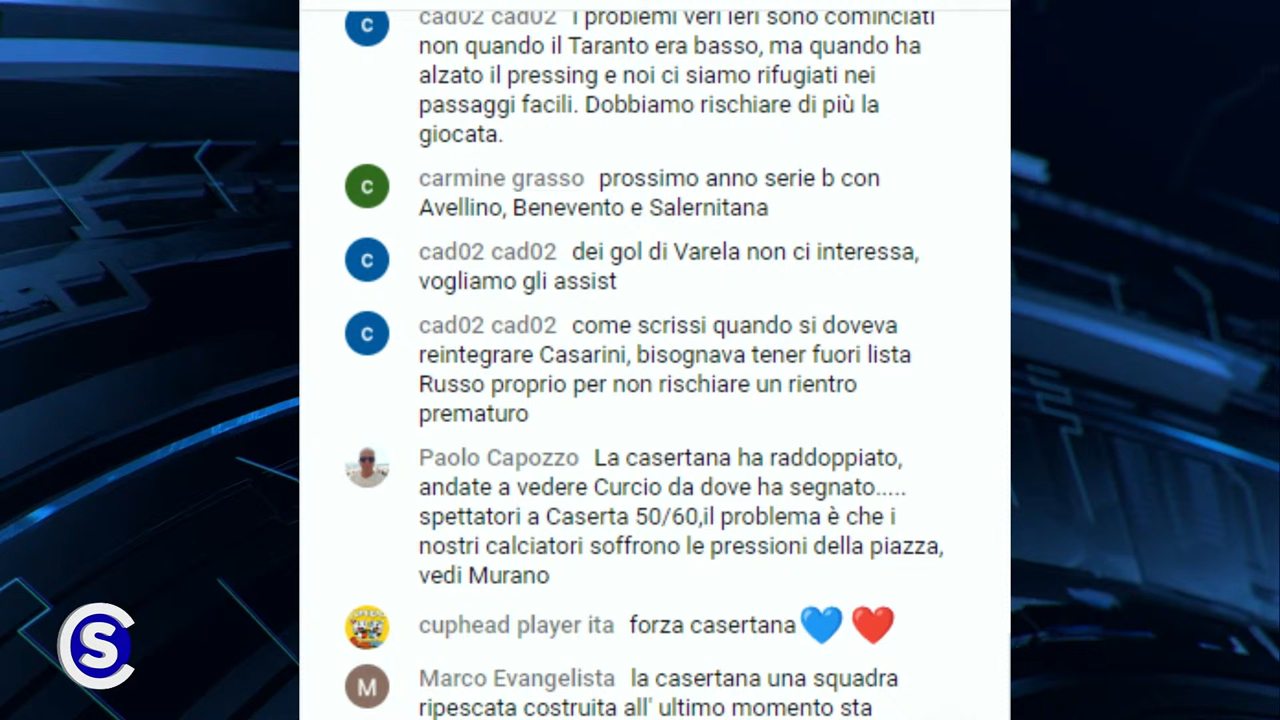 cad02 cad02 i problemi veri ieri sono cominciati
non quando il Taranto era basso, ma quando ha
alzato il pressing e noi ci siamo rifugiati nei
passaggi facili. Dobbiamo rischiare di più la
giocata.
carmine grasso prossimo anno serie b con
Avellino, Benevento e Salernitana
cad02 cad02 dei gol di Varela non ci interessa,
vogliamo gli assist
cad02 cad02 come scrissi quando si doveva
reintegrare Casarini, bisognava tener fuori lista
Russo proprio per non rischiare un rientro
prematuro
Paolo Capozzo La casertana ha raddoppiato,
andate a vedere Curcio da dove ha segnato.....
spettatori a Caserta 50/60,il problema è che i
nostri calciatori soffrono le pressioni della piazza,
vedi Murano
cuphead player ita forza casertana💙 ❤️
Marco Evangelista la casertana una squadra
ripescata costruita all' ultimo momento sta
C
C
C
C
M
CS